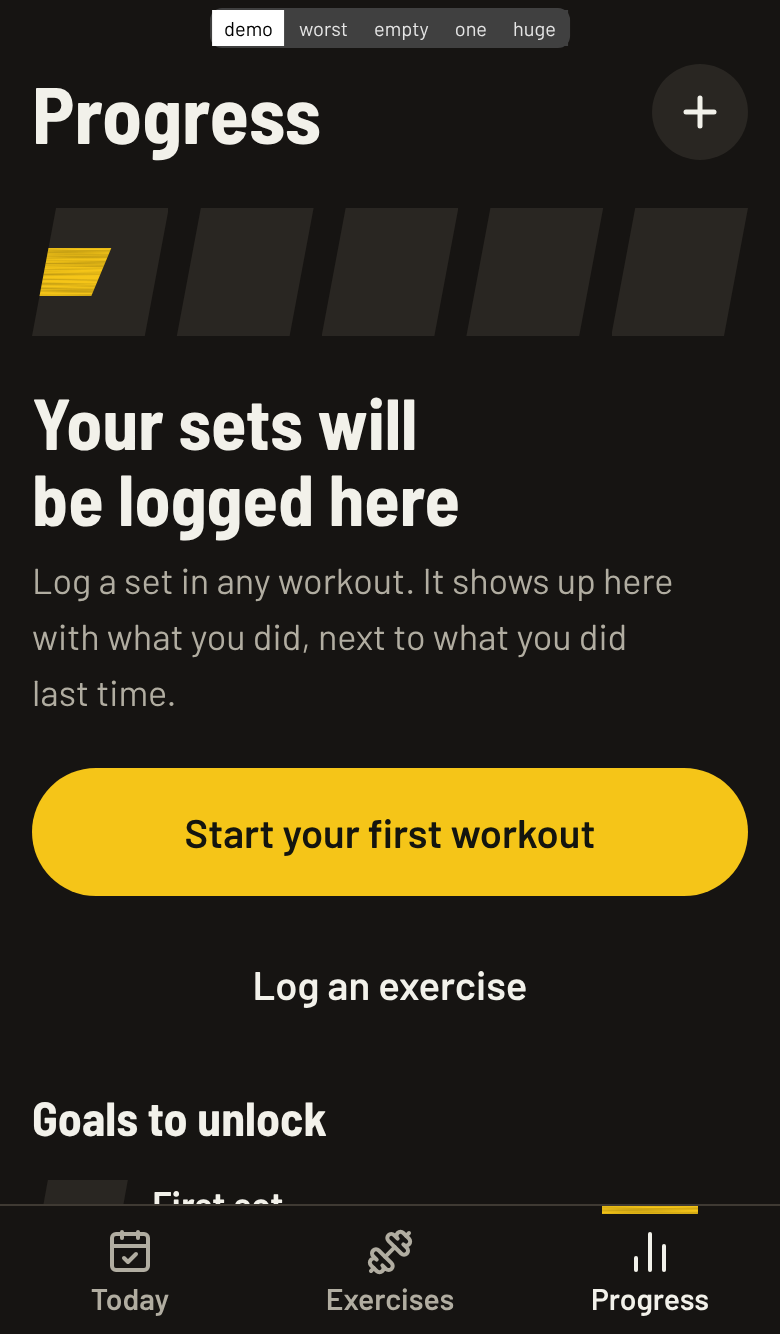 demo worst empty one huge
Progress
Your sets will
be logged here
Log a set in any workout. It shows up here
with what you did, next to what you did
last time.
Start your first workout
Log an exercise
Goals to unlock
First set
Today Exercises Progress